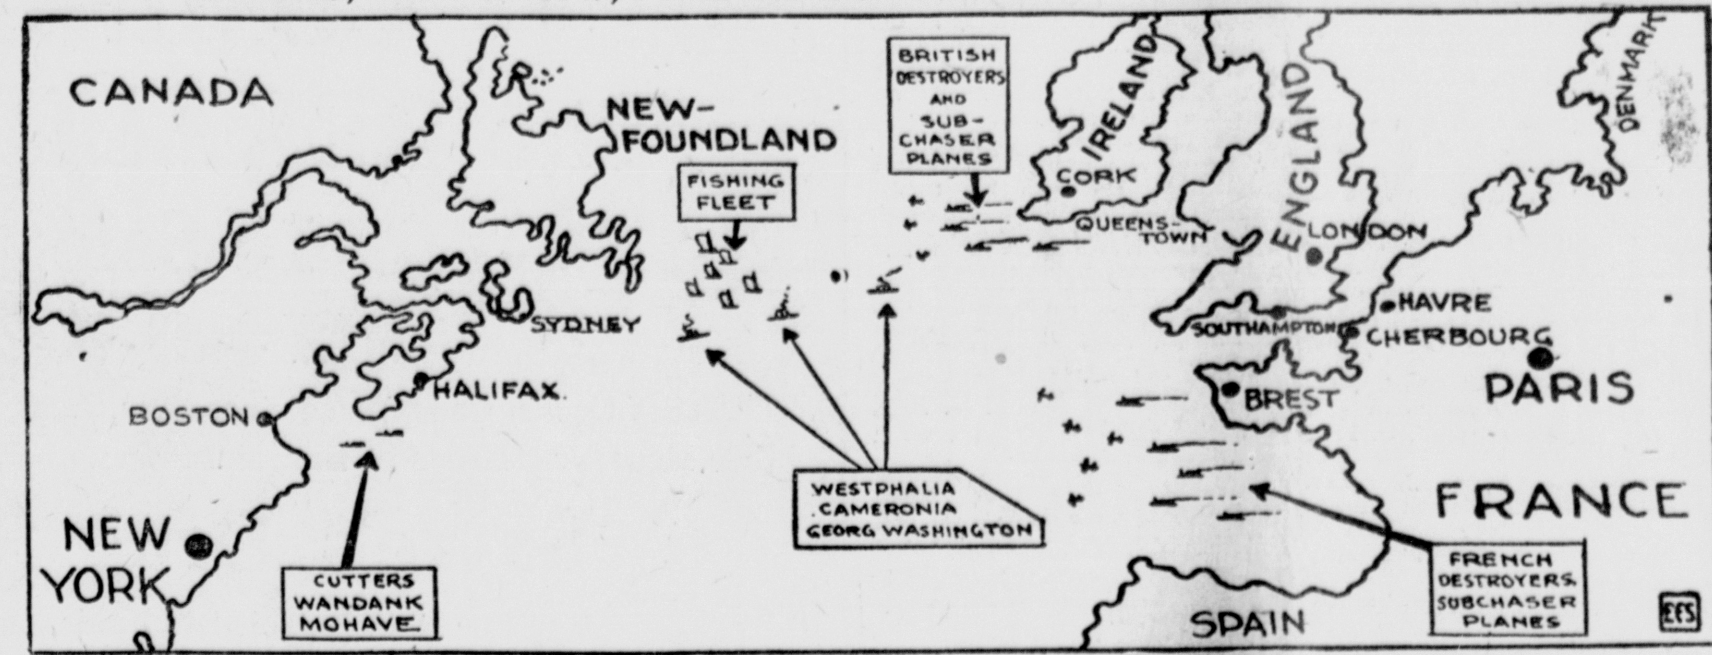 CANADA
NEW-
FOUNDLAND
FISHING
FLEET
BRITISH
DESTROYERS
AND
SUB-
CHASER
PLANES
IRELAND
CORK
QUEENS-
TOWN
ENGLAND
LONDON
DENMARK
SYDNEY
HALIFAX.
BOSTON
NEW
YORK
CUTTERS
WANDANK
MOHAVE
WESTPHALIA
CAMERONIA
GEORG WASHINGTON
SOUTHAMPTON
HAVRE
CHERBOURG
PARIS
BREST
FRANCE
FRENCH
DESTROYERS.
SUBCHASER
PLANES
SPAIN
EFS